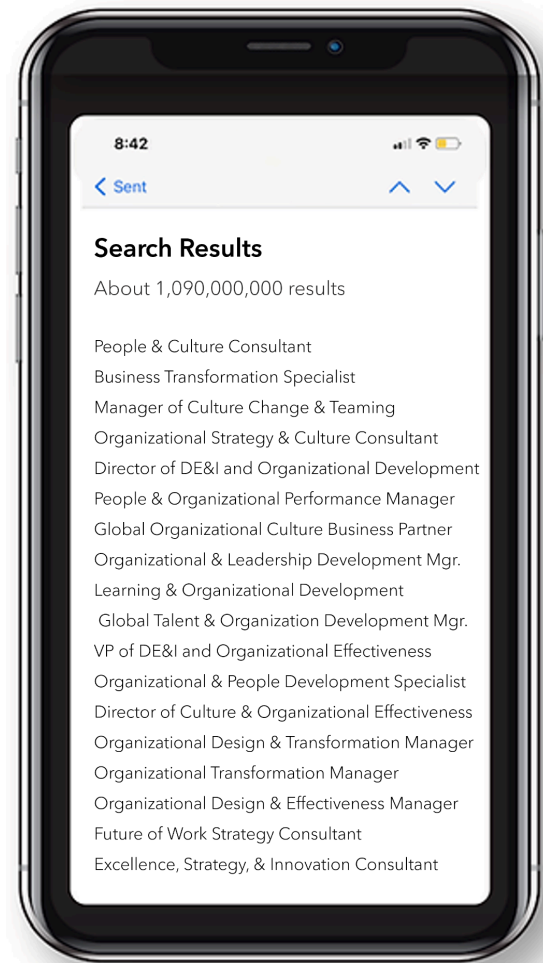 8:42
Sent
Search Results
About 1,090,000,000 results
People & Culture Consultant
Business Transformation Specialist
Manager of Culture Change & Teaming
Organizational Strategy & Culture Consultant
Director of DE&I and Organizational Development
People & Organizational Performance Manager
Global Organizational Culture Business Partner
Organizational & Leadership Development Mgr.
Learning & Organizational Development
Global Talent & Organization Development Mgr.
VP of DE&I and Organizational Effectiveness
Organizational & People Development Specialist
Director of Culture & Organizational Effectiveness
Organizational Design & Transformation Manager
Organizational Transformation Manager
Organizational Design & Effectiveness Manager
Future of Work Strategy Consultant
Excellence, Strategy, & Innovation Consultant